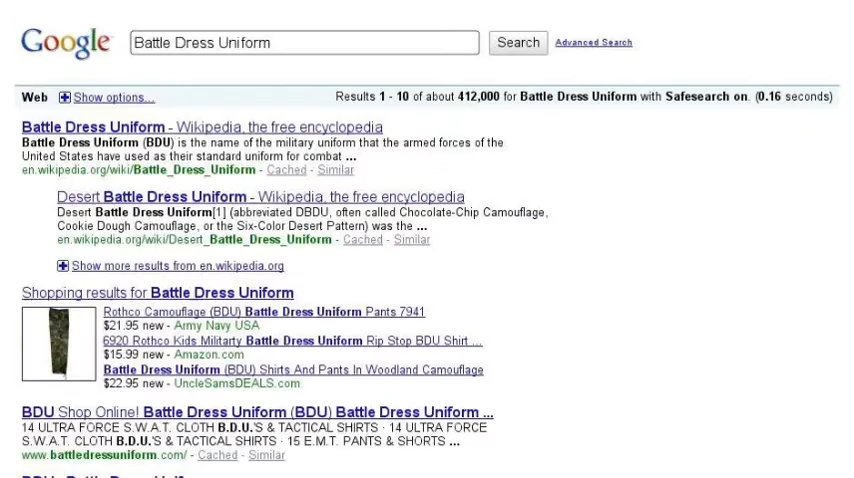 Google
Battle Dress Uniform
Search
Advanced Search
Web Show options... Results 1 - 10 of about 412,000 for Battle Dress Uniform with Safesearch on. (0.16 seconds)
Battle Dress Uniform - Wikipedia, the free encyclopedia
Battle Dress Uniform (BDU) is the name of the military uniform that the armed forces of the
United States have used as their standard uniform for combat ...
en.wikipedia.org/wiki/Battle_Dress_Uniform - Cached - Similar
Desert Battle Dress Uniform - Wikipedia, the free encyclopedia
Desert Battle Dress Uniform[1] (abbreviated DBDU, often called Chocolate-Chip Camouflage,
Cookie Dough Camouflage, or the Six-Color Desert Pattern) was the ...
en.wikipedia.org/wiki/Desert_Battle_Dress_Uniform - Cached - Similar
Show more results from en.wikipedia.org
Shopping results for Battle Dress Uniform
Rothco Camouflage (BDU) Battle Dress Uniform Pants 7941
$21.95 new - Army Navy USA
6920 Rothco Kids Militarty Battle Dress Uniform Rip Stop BDU Shirt ...
$15.99 new - Amazon.com
Battle Dress Uniform (BDU) Shirts And Pants In Woodland Camouflage
$22.95 new - UncleSamsDEALS.com
BDU Shop Online! Battle Dress Uniform (BDU) Battle Dress Uniform ...
14 ULTRA FORCE S.W.A.T. CLOTH B.D.U.'S & TACTICAL SHIRTS · 14 ULTRA FORCE
S.W.A.T. CLOTH B.D.U.'S & TACTICAL SHIRTS · 15 E.M.T. PANTS & SHORTS ...
www.battledressuniform.com/ - Cached - Similar